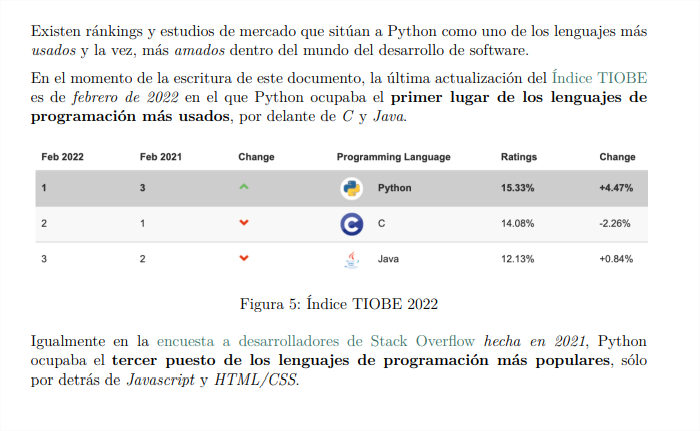 Existen ránkings y estudios de mercado que sitúan a Python como uno de los lenguajes más
usados y la vez, más amados dentro del mundo del desarrollo de software.
En el momento de la escritura de este documento, la última actualización del Índice TIOBE
es de febrero de 2022 en el que Python ocupaba el primer lugar de los lenguajes de
programación más usados, por delante de C y Java.
Feb 2022 Feb 2021 Change Programming Language Ratings Change
1 3 Python 15.33% +4.47%
2 1 C C 14.08% -2.26%
3 2 Java 12.13% +0.84%
Figura 5: Índice TIOBE 2022
Igualmente en la encuesta a desarrolladores de Stack Overflow hecha en 2021, Python
ocupaba el tercer puesto de los lenguajes de programación más populares, sólo
por detrás de Javascript y HTML/CSS.